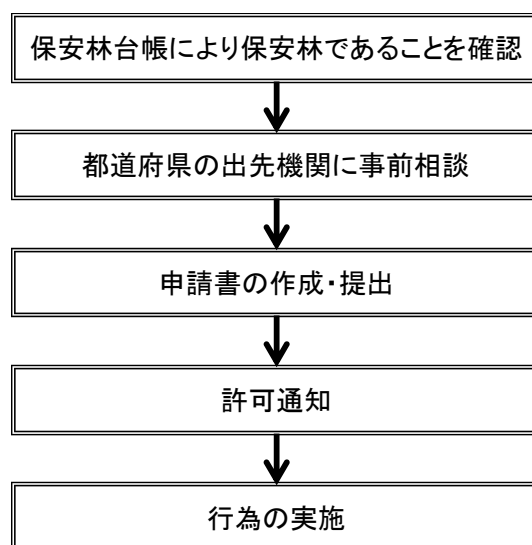 保安林台帳により保安林であることを確認
都道府県の出先機関に事前相談
申請書の作成・提出
許可通知
行為の実施